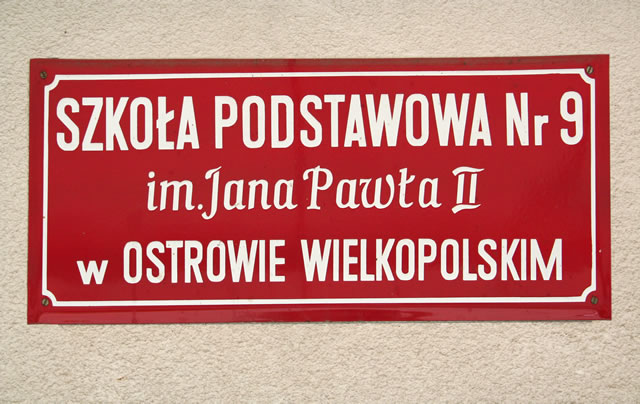 SZKOŁA PODSTAWOWA Nr 9
im. Jana Pawła II
w OSTROWIE WIELKOPOLSKIM